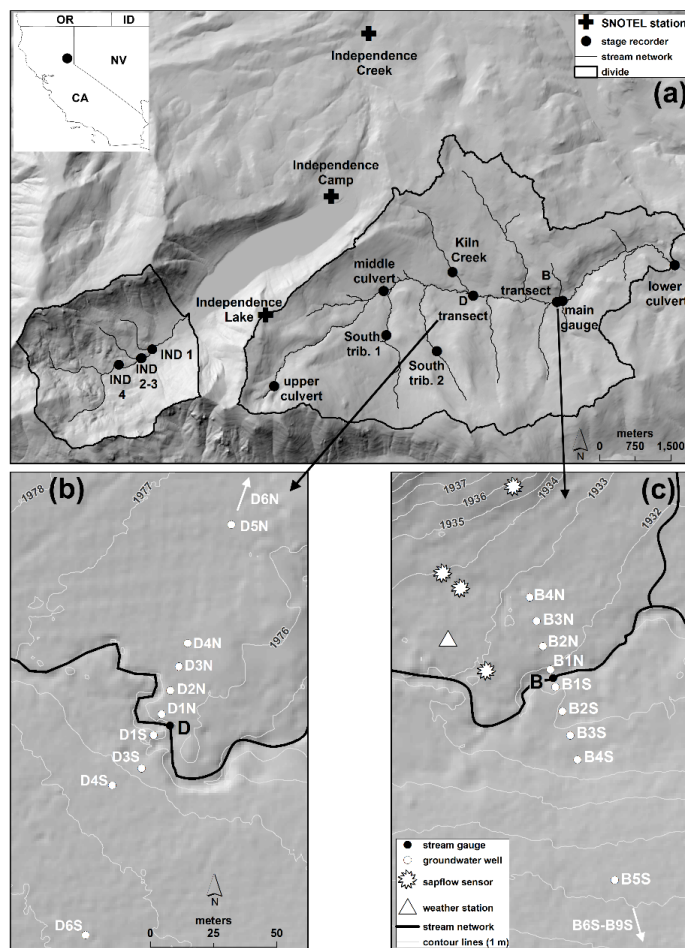 OR
ID
NV
CA
SNOTEL station
stage recorder
stream network
divide
(a)
Independence
Creek
Independence
Camp
Independence
Lake
middle culvert
Kiln
Creek
D
transect
B
transect
main
gauge
lower
culvert
South
trib. 1
South
trib. 2
upper
culvert
IND 1
IND
2-3
IND
4
N
meters
0 750 1,500
(b)
1978
1977
1976
D6N
D5N
D4N
D3N
D2N
D1N
D
D1S
D3S
D4S
D6S
N
meters
0 25 50
(c)
1937
1936
1935
1934
1933
1932
B4N
B3N
B2N
B1N
B
B1S
B2S
B3S
B4S
B5S
B6S-B9S
stream gauge
groundwater well
sapflow sensor
weather station
stream network
contour lines (1 m)
N